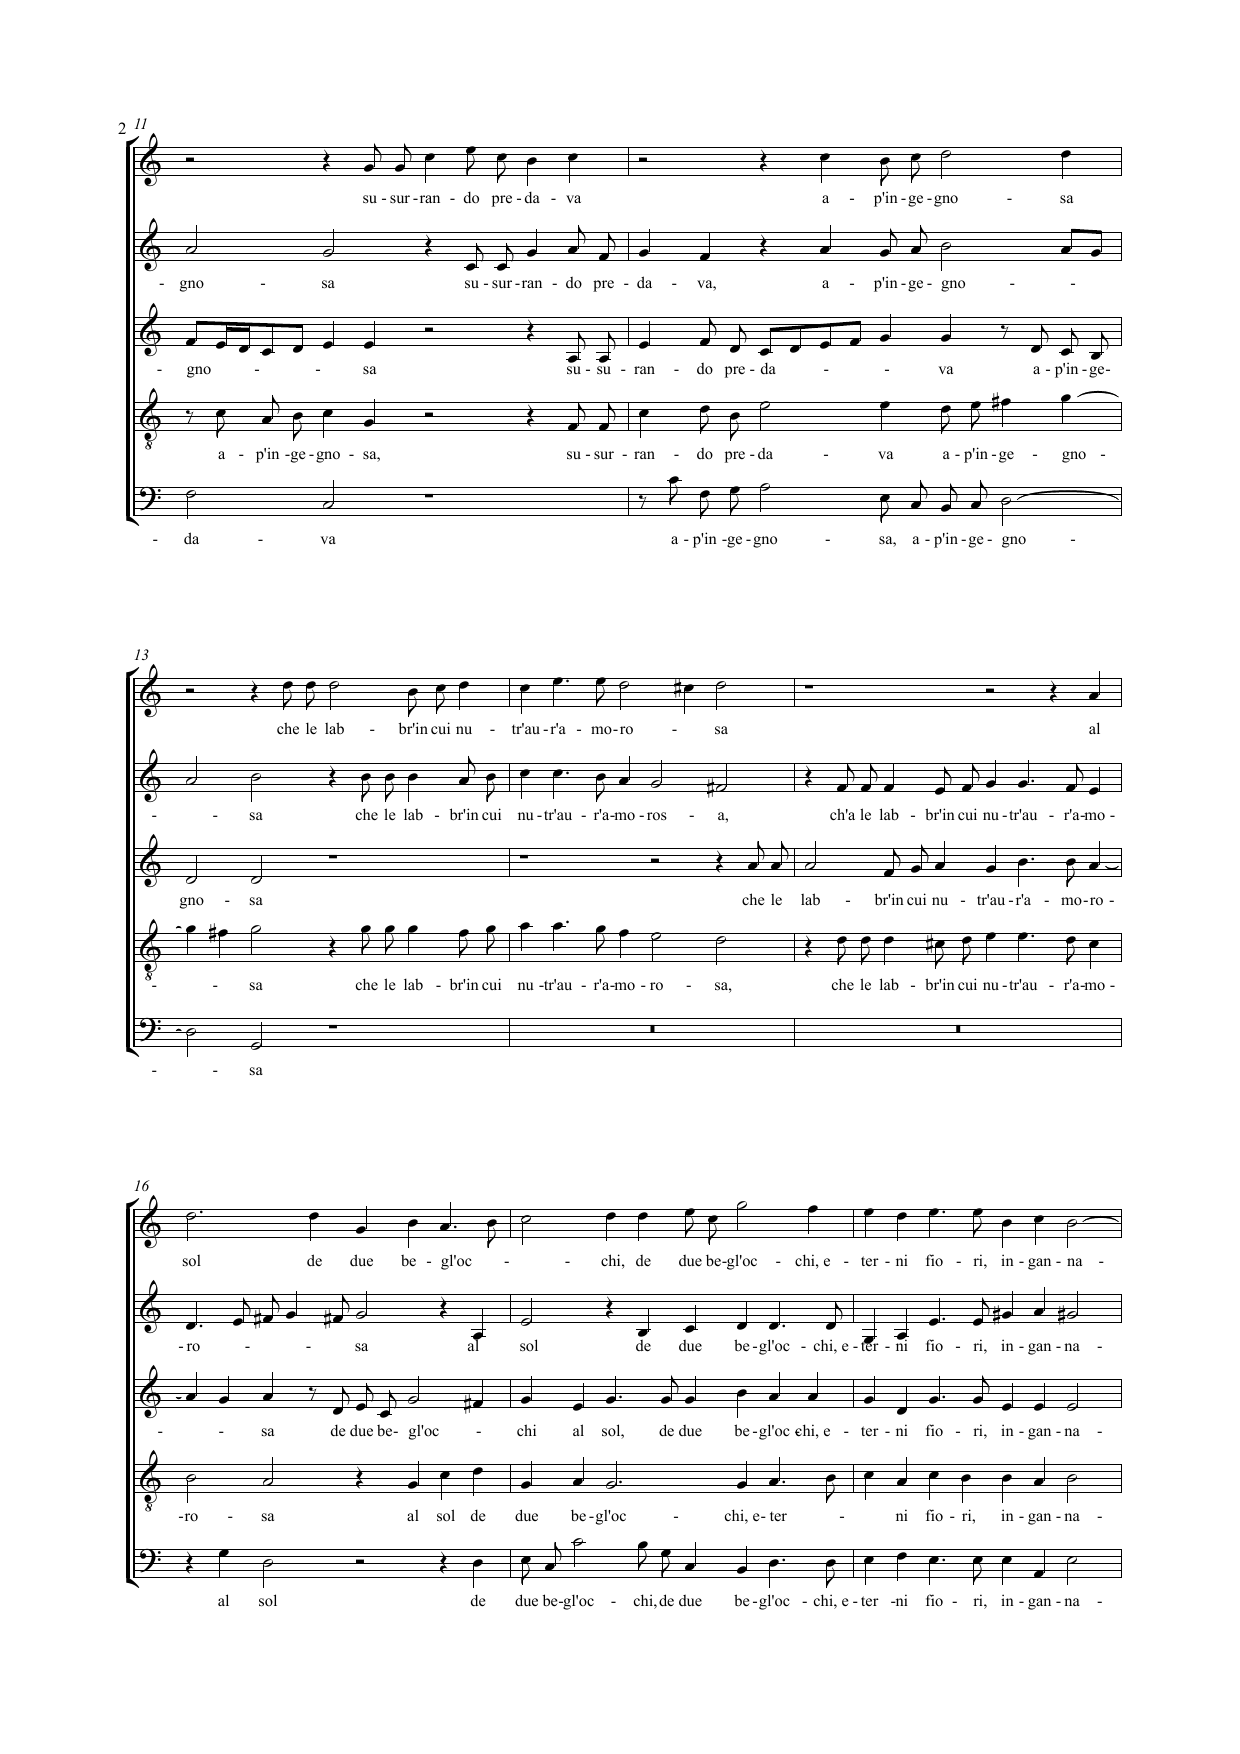 2 11
su - sur - ran - do pre - da - va a - p'in - ge - gno - sa
- gno - sa su - sur - ran - do pre - da - va, a - p'in - ge - gno - -
- gno - - - sa su - su - ran - do pre - da - - - va a - p'in - ge-
a - p'in - ge - gno - sa, su - sur - ran - do pre - da - va a - p'in - ge - gno -
- da - va a - p'in - ge - gno - sa, a - p'in - ge - gno -
13
che le lab - br'in cui nu - tr'au - r'a - mo - ro - sa al
- - sa che le lab - br'in cui nu - tr'au - r'a - mo - ros - a, ch'a le lab - br'in cui nu - tr'au - r'a - mo -
gno - sa che le lab - br'in cui nu - tr'au - r'a - mo - ro -
- - sa che le lab - br'in cui nu - tr'au - r'a - mo - ro - sa, che le lab - br'in cui nu - tr'au - r'a - mo -
- - sa
16
sol de due be - gl'oc - - chi, de due be - gl'oc - chi, e - ter - ni fio - ri, in - gan - na -
- ro - - sa al sol de due be - gl'oc - chi, e - ter - ni fio - ri, in - gan - na -
- - sa de due be - gl'oc - chi al sol, de due be - gl'oc - chi, e - ter - ni fio - ri, in - gan - na -
- ro - sa al sol de due be - gl'oc - chi, e - ter - ni fio - ri, in - gan - na -
al sol de due be - gl'oc - chi, de due be - gl'oc - chi, e - ter - ni fio - ri, in - gan - na -